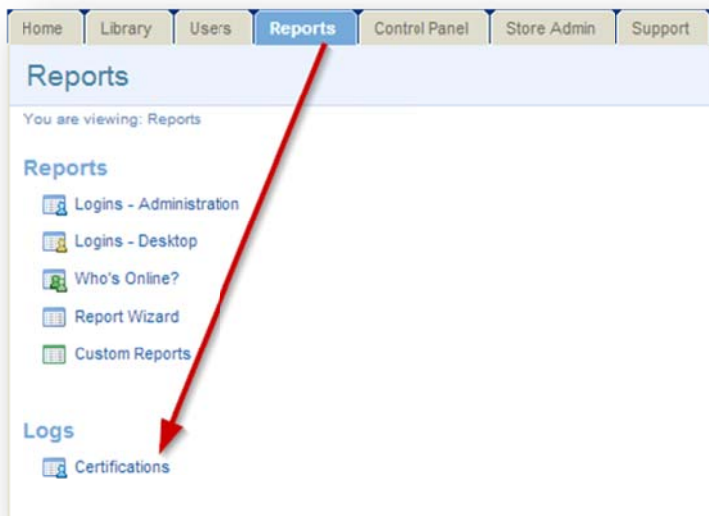 Home Library Users Reports Control Panel Store Admin Support
Reports
You are viewing: Reports
Reports
Logins - Administration
Logins - Desktop
Who's Online?
Report Wizard
Custom Reports
Logs
Certifications